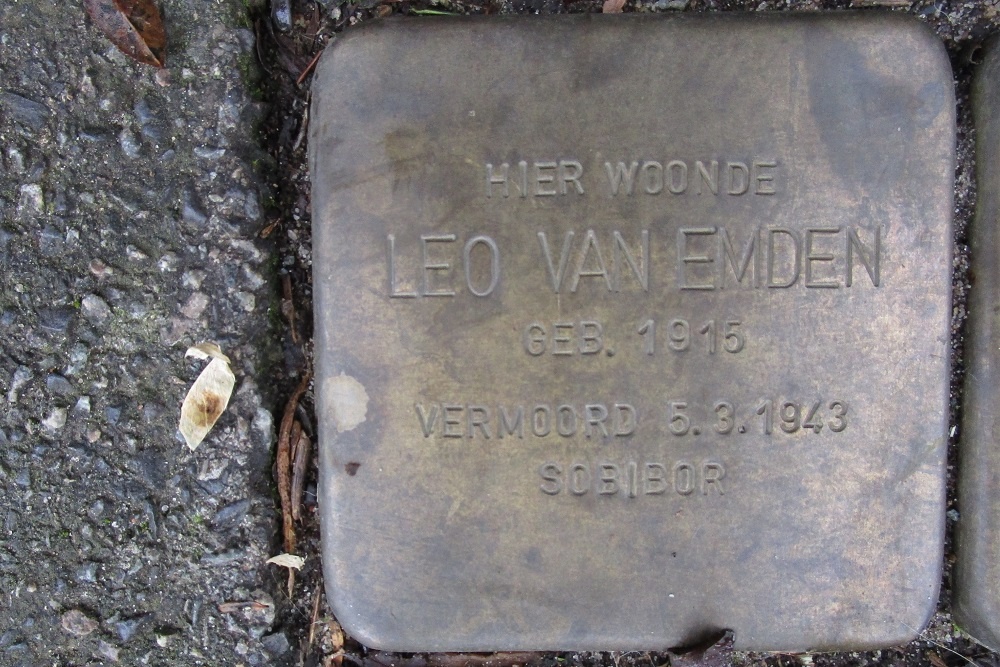 HIER WOONDE
LEO VAN EMDEN
GEB. 1915
VERMOORD 5.3.1943
SOBIBOR